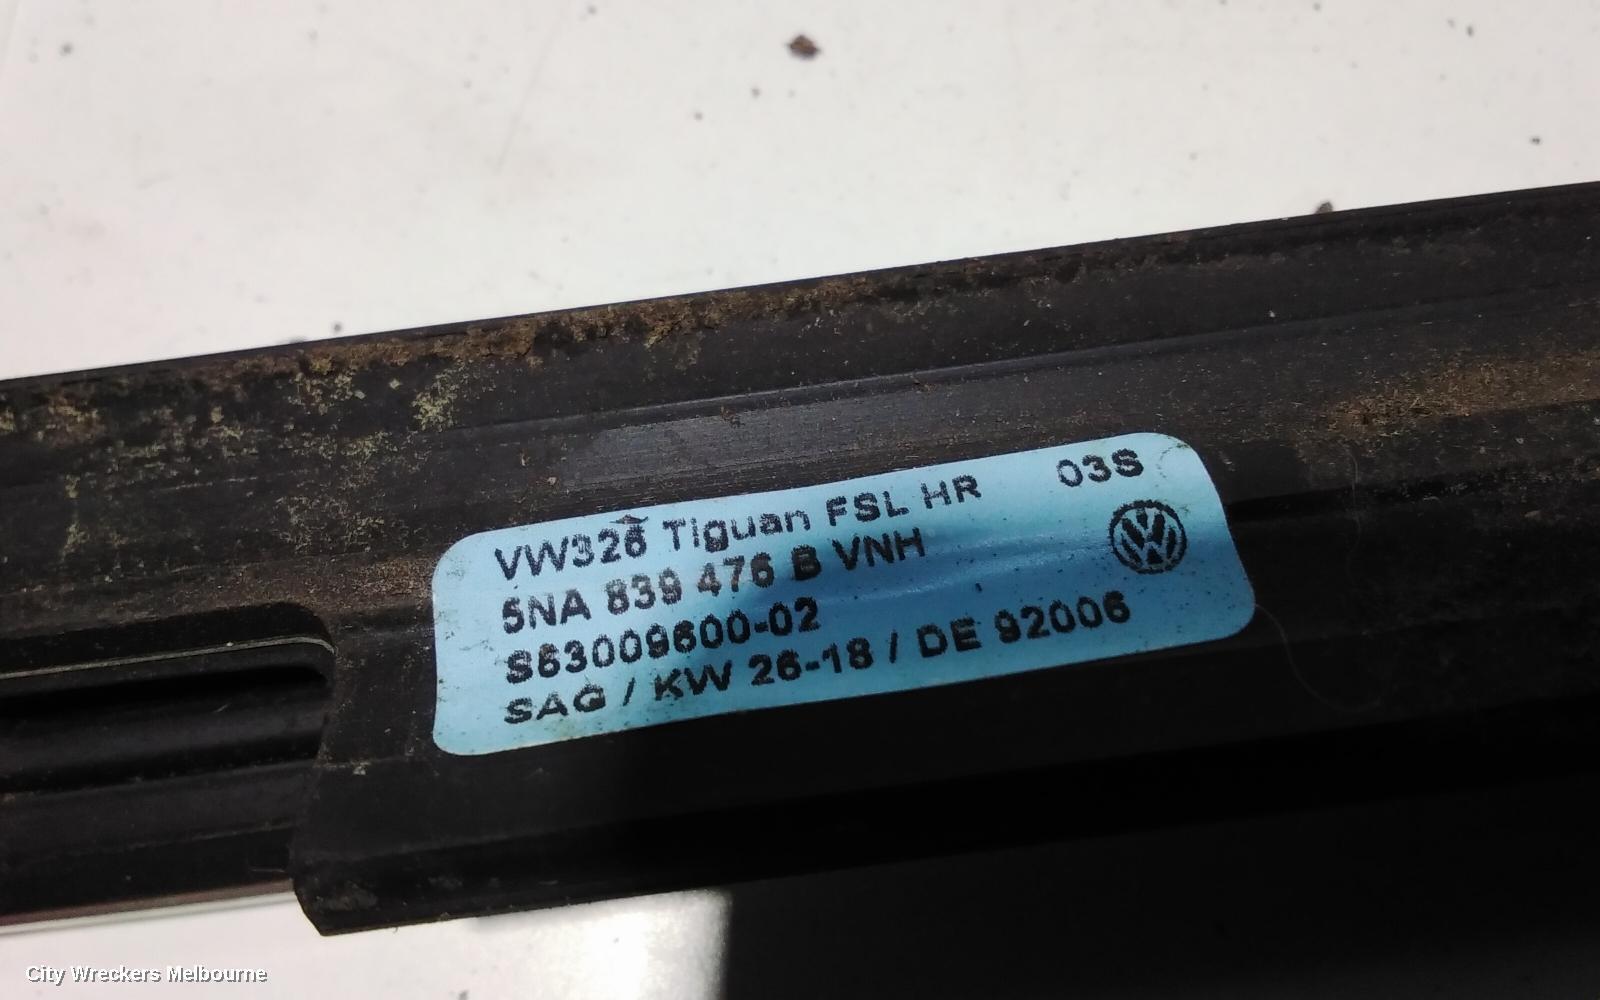 VW326 Tiguan FSL HR 03S
5NA 839 476 B VNH
S63009600-02
SAG / KW 26-18 / DE 92006
City Wreckers Melbourne